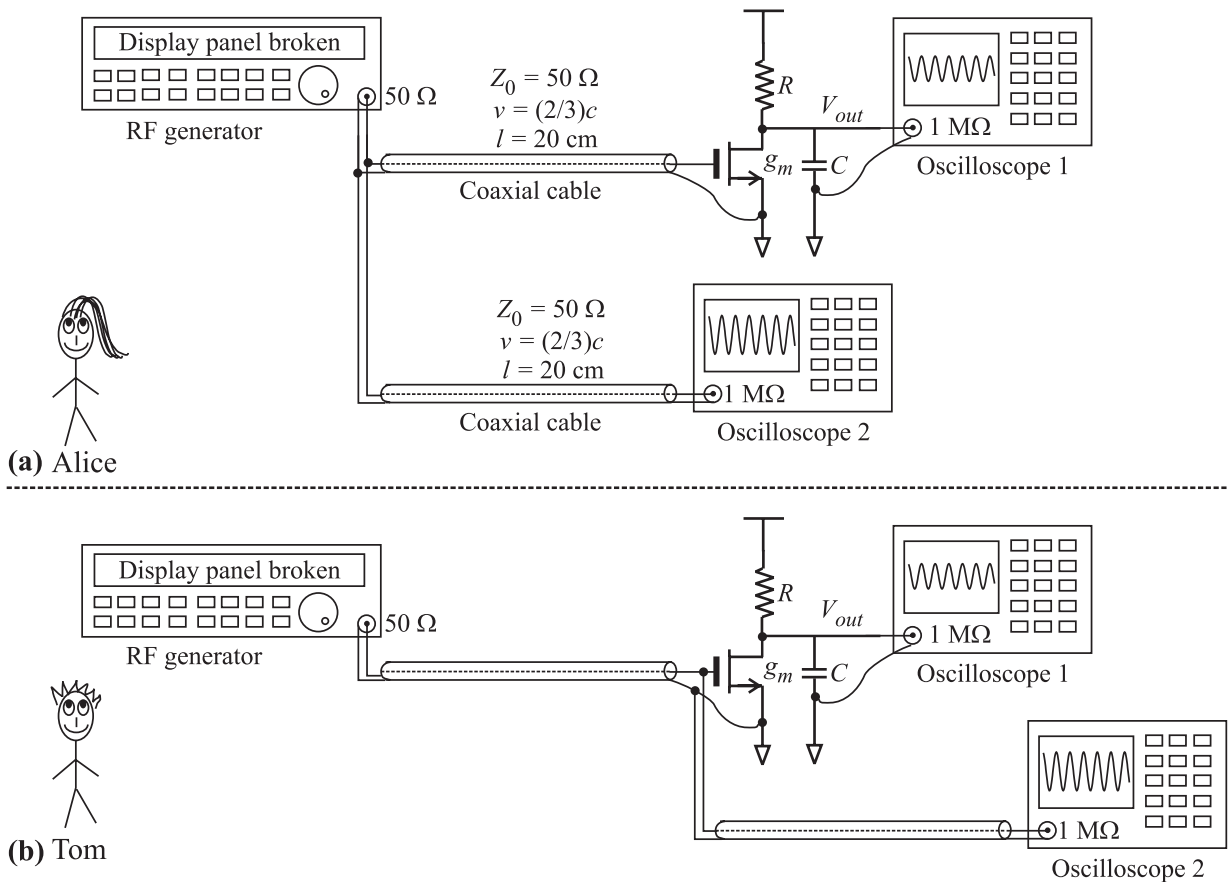 Display panel broken
50 Ω
RF generator
Z0 = 50 Ω
v = (2/3)c
l = 20 cm
Coaxial cable
R
Vout
gm
C
1 MΩ
Oscilloscope 1
Z0 = 50 Ω
v = (2/3)c
l = 20 cm
Coaxial cable
1 MΩ
Oscilloscope 2
(a) Alice
Display panel broken
50 Ω
RF generator
R
Vout
gm
C
1 MΩ
Oscilloscope 1
1 MΩ
Oscilloscope 2
(b) Tom